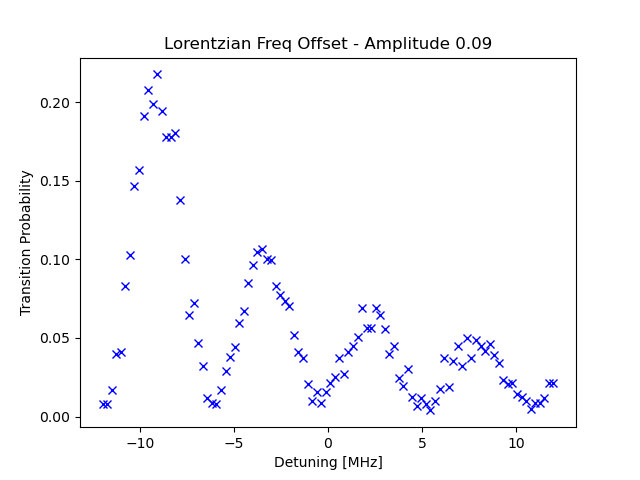 Lorentzian Freq Offset - Amplitude 0.09
0.20
0.15
0.10
0.05
0.00
Transition Probability
−10 −5 0 5 10
Detuning [MHz]